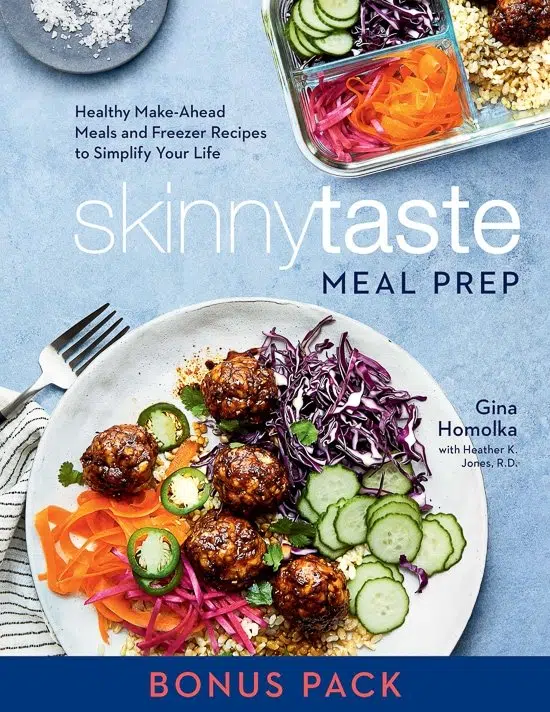 Healthy Make-Ahead
Meals and Freezer Recipes
to Simplify Your Life
skinnytaste
MEAL PREP
Gina
Homolka
with Heather K.
Jones, R.D.
BONUS PACK